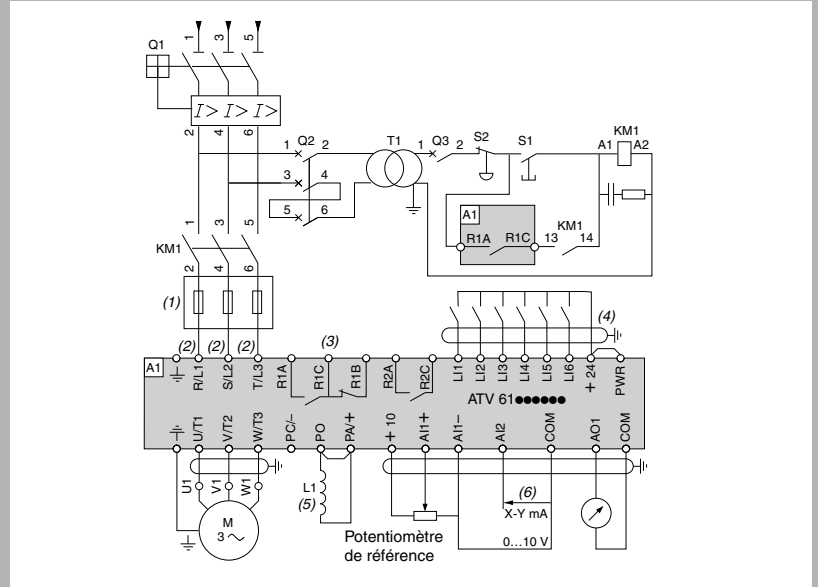 1 3 5
Q1
I> I> I>
2 4 6
1 Q2 2
3 4
5 6
T1
1 Q3 2
S2
S1
KM1
A1 A2
A1
R1A R1C
KM1
13 14
1 3 5
KM1
2 4 6
(1)
(2) (2) (2)
(3)
(4)
A1
R/L1 S/L2 T/L3 R1A R1C R1B R2A R2C LI1 LI2 LI3 LI4 LI5 LI6 + 24 PWR
ATV 61●●●●●●
U/T1 V/T2 W/T3 PC/- PO PA/+ + 10 AI1+ AI1– AI2 COM AO1 COM
U1 V1 W1
M
3
L1
(5)
(6)
X-Y mA
0...10 V
Potentiomètre
de référence